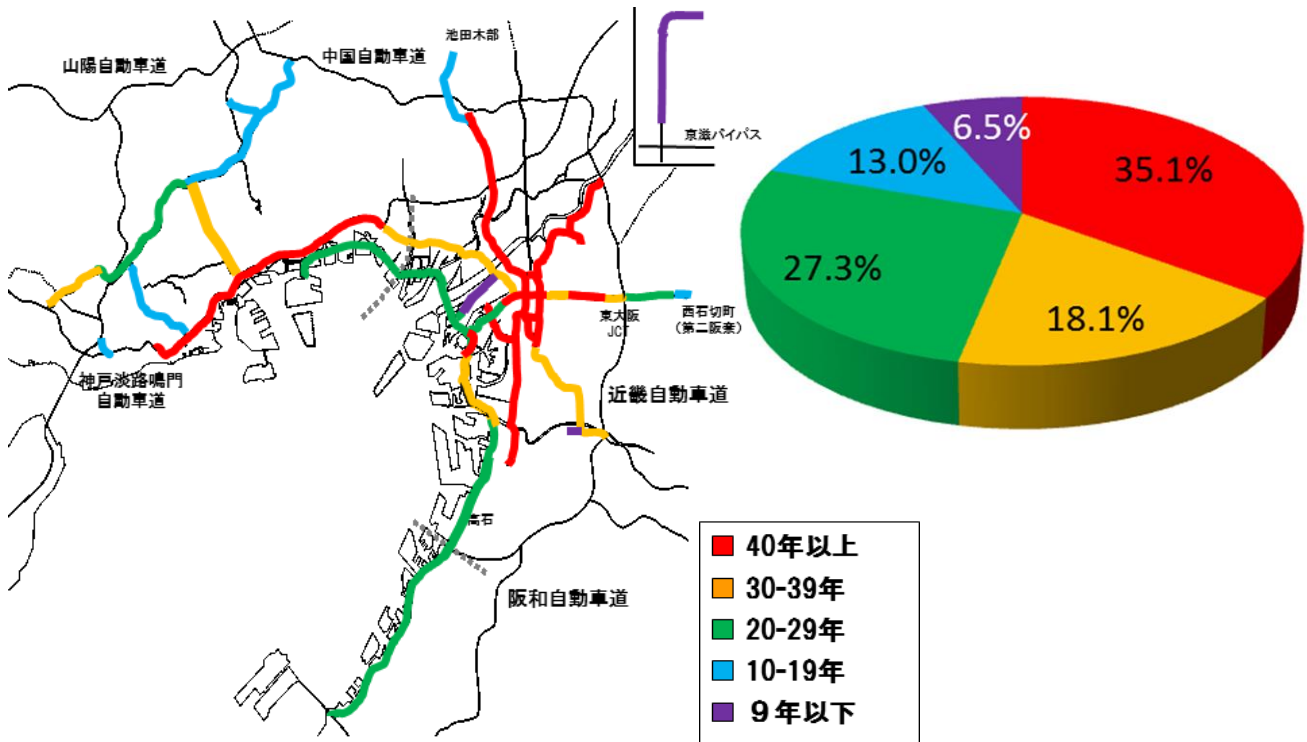 山陽自動車道
中国自動車道
池田木部
京滋バイパス
東大阪
JCT
西石切町
(第二阪奈)
神戸淡路鳴門
自動車道
近畿自動車道
高石
阪和自動車道
6.5%
13.0%
35.1%
27.3%
18.1%
40年以上
30-39年
20-29年
10-19年
9年以下